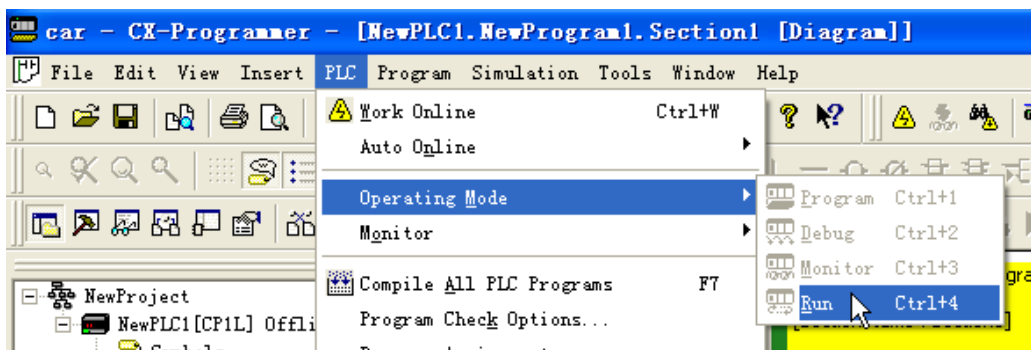 car - CX-Programmer - [NewPLC1.NewProgram1.Section1 [Diagram]]
File Edit View Insert PLC Program Simulation Tools Window Help
Work Online Ctrl+W
Auto Online
Operating Mode
Program Ctrl+1
Monitor
Debug Ctrl+2
Monitor Ctrl+3
Compile All PLC Programs F7
NewProject
Run Ctrl+4
NewPLC1[CP1L] Offli
Program Check Options...